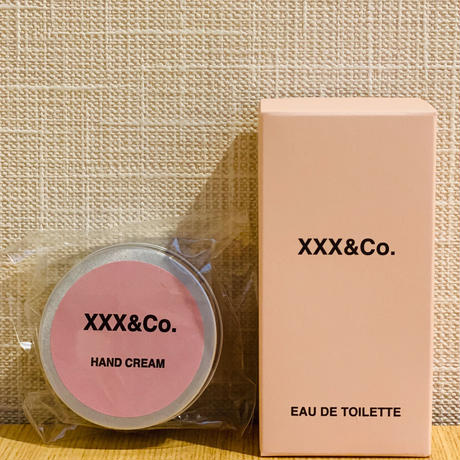 XXX&Co.
HAND CREAM
XXX&Co.
EAU DE TOILETTE